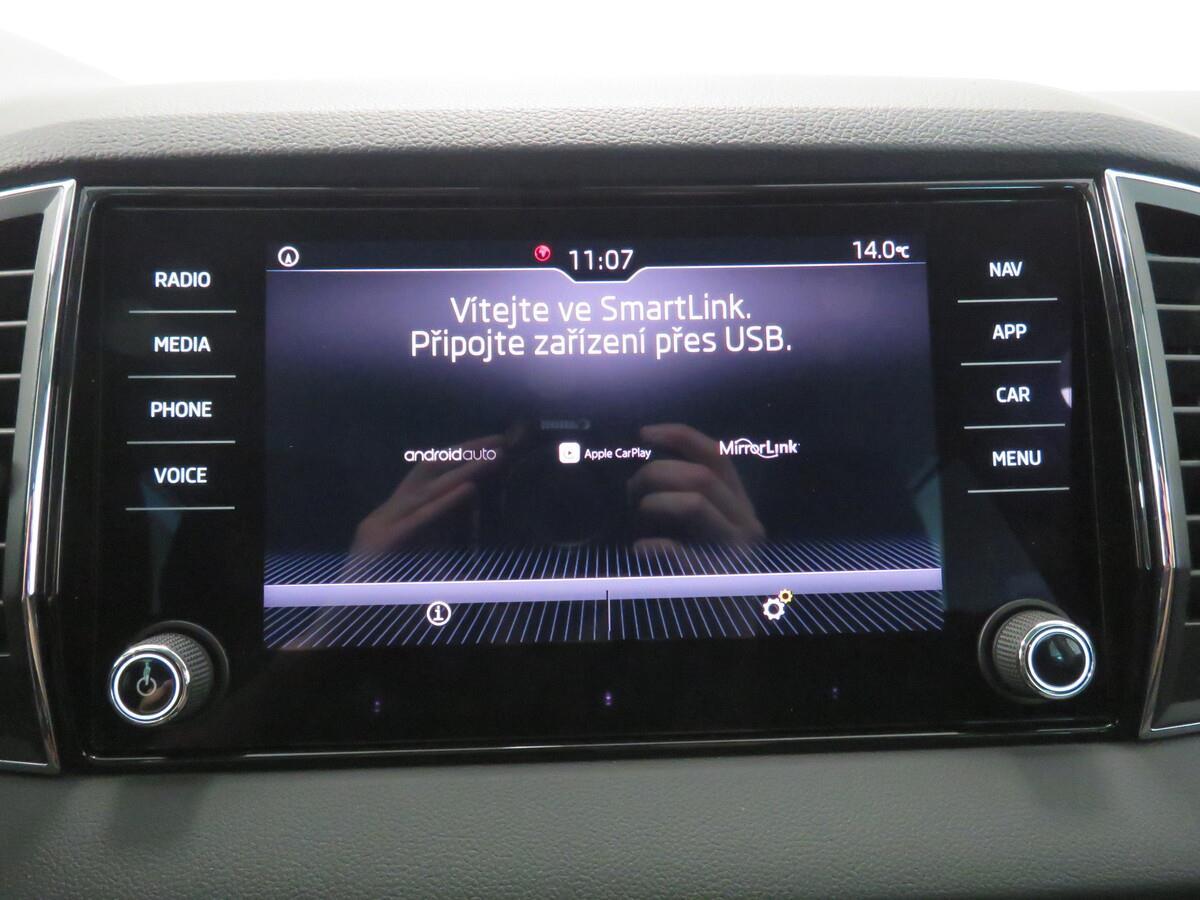 11:07
14.0°C
RADIO
MEDIA
PHONE
VOICE
Vítejte ve SmartLink.
Připojte zařízení přes USB.
androidauto
Apple CarPlay
MirrorLink
NAV
APP
CAR
MENU